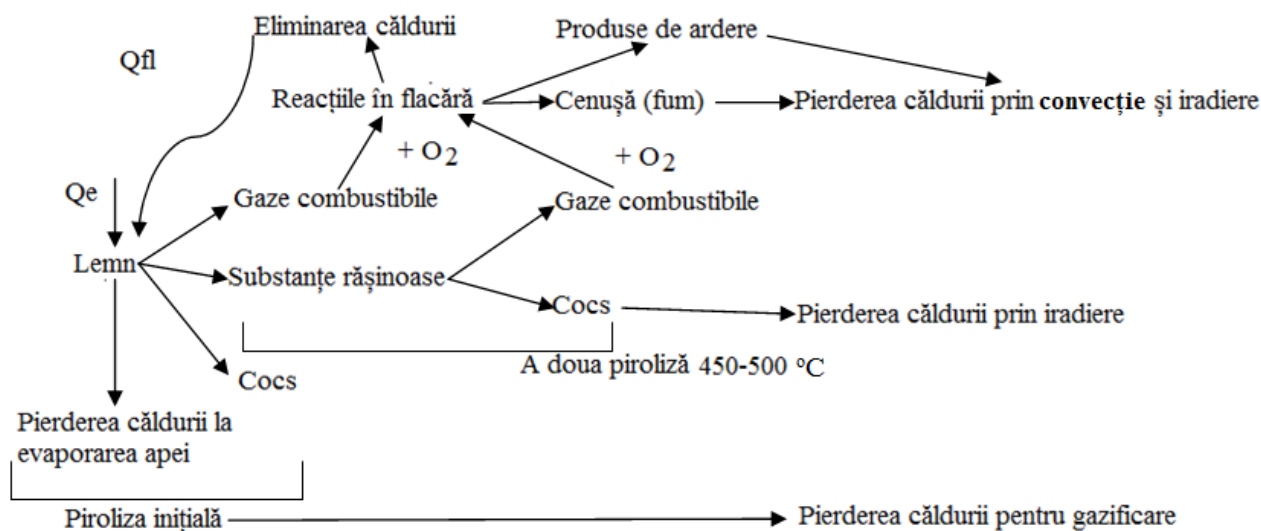 Eliminarea căldurii
Produse de ardere
Qfl
Reacțiile în flacără
Cenușă (fum)
Pierderea căldurii prin convecție și iradiere
+ O2
+ O2
Qe
Gaze combustibile
Gaze combustibile
Lemn
Substanțe rășinoase
Cocs
Pierderea căldurii prin iradiere
A doua piroliză 450-500 °C
Cocs
Pierderea căldurii la
evaporarea apei
Piroliza inițială
Pierderea căldurii pentru gazificare